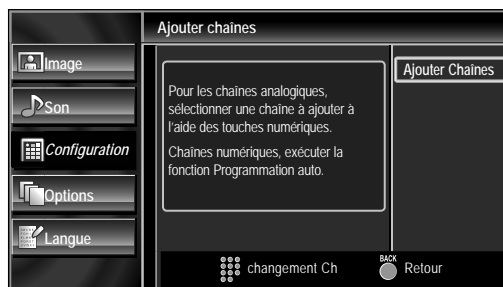 Ajouter chaînes
Image
Son
Configuration
Options
Langue
Pour les chaînes analogiques,
sélectionner une chaîne à ajouter à
l'aide des touches numériques.
Chaînes numériques, exécuter la
fonction Programmation auto.
Ajouter Chaînes
changement Ch
BACK
Retour